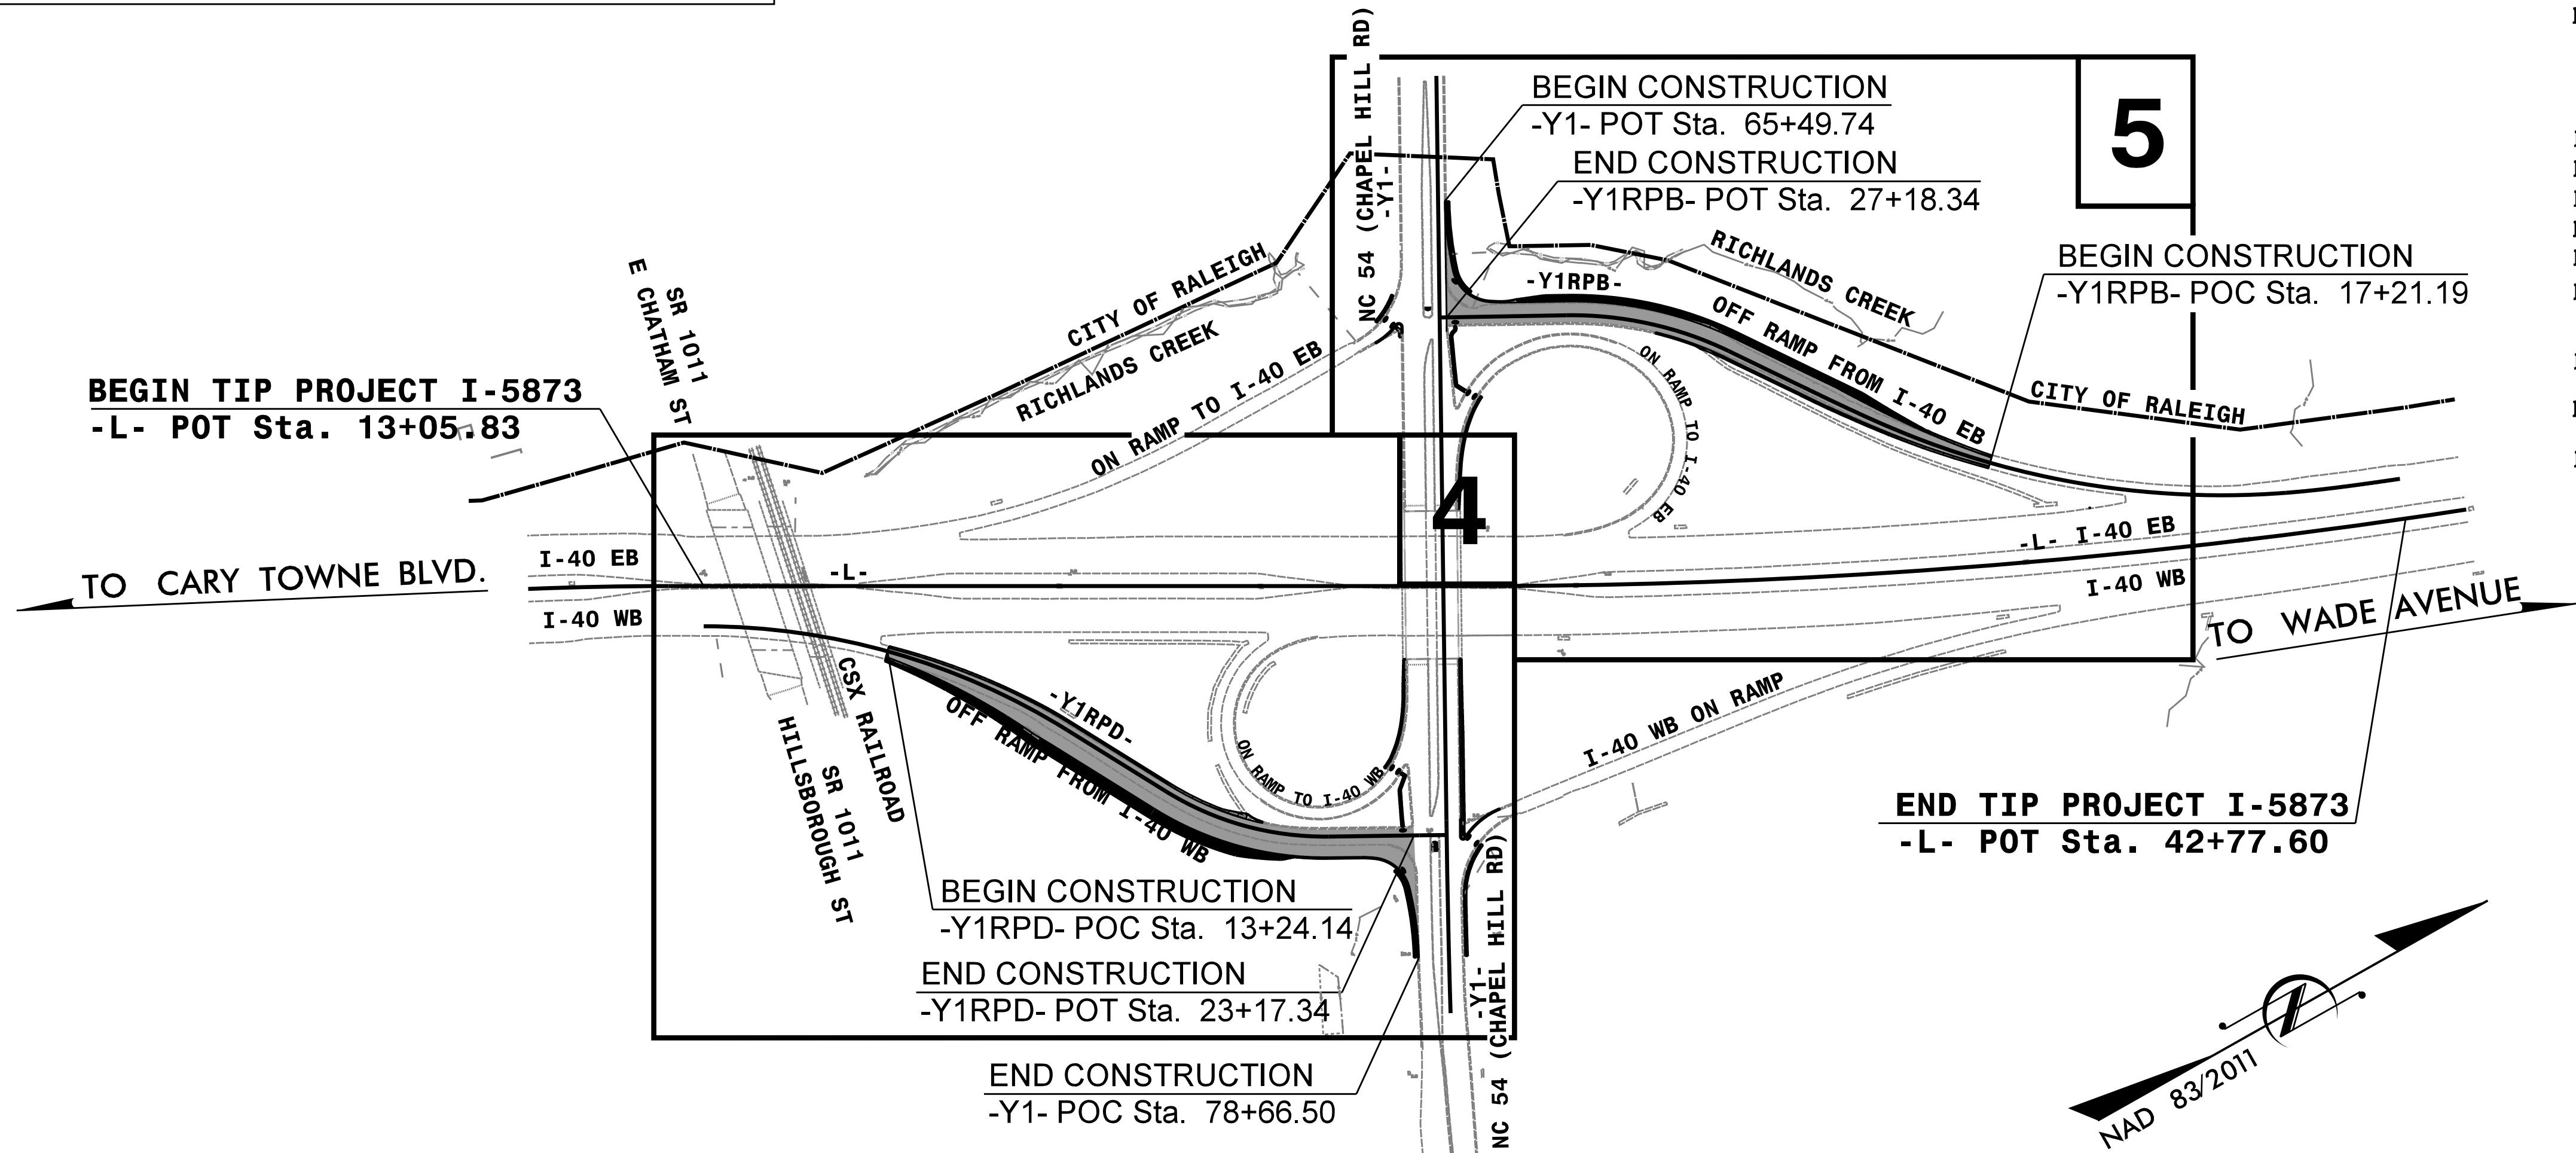 BEGIN CONSTRUCTION
-Y1- POT Sta. 65+49.74
END CONSTRUCTION
-Y1RPB- POT Sta. 27+18.34
5
BEGIN CONSTRUCTION
-Y1RPB- POC Sta. 17+21.19
NC 54 (CHAPEL HILL RD)
-Y1-
-Y1RPB-
RICHLANDS CREEK
OFF RAMP FROM I-40 EB
CITY OF RALEIGH
CITY OF RALEIGH
RICHLANDS CREEK
ON RAMP TO I-40 EB
ON RAMP TO I-40 EB
SR 1011
E CHATHAM ST
BEGIN TIP PROJECT I-5873
-L- POT Sta. 13+05.83
4
I-40 EB
-L-
-L- I-40 EB
I-40 WB
I-40 WB
TO CARY TOWNE BLVD.
TO WADE AVENUE
CSX RAILROAD
SR 1011
HILLSBOROUGH ST
-Y1RPD-
OFF RAMP FROM I-40 WB
ON RAMP TO I-40 WB
I-40 WB ON RAMP
END TIP PROJECT I-5873
-L- POT Sta. 42+77.60
BEGIN CONSTRUCTION
-Y1RPD- POC Sta. 13+24.14
END CONSTRUCTION
-Y1RPD- POT Sta. 23+17.34
-Y1-
NC 54 (CHAPEL HILL RD)
END CONSTRUCTION
-Y1- POC Sta. 78+66.50
NAD 83/2011